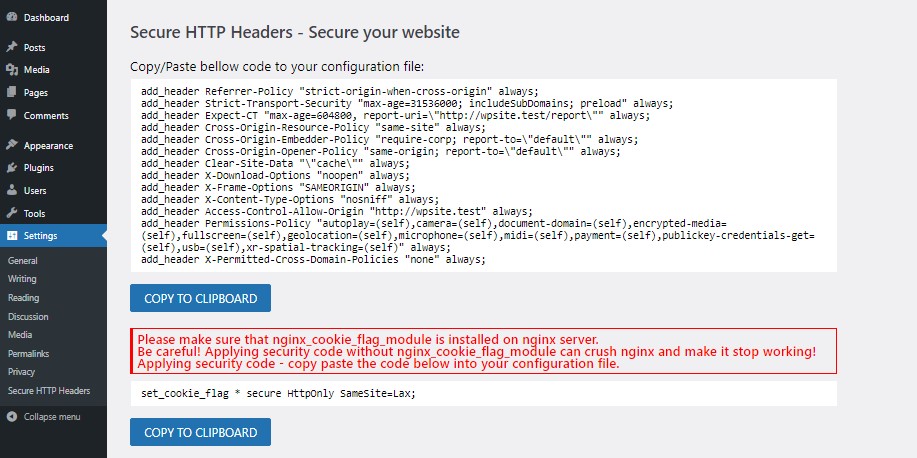 Dashboard
Posts
Media
Pages
Comments
Appearance
Plugins
Users
Tools
Settings
General
Writing
Reading
Discussion
Media
Permalinks
Privacy
Secure HTTP Headers
Collapse menu
Secure HTTP Headers - Secure your website
Copy/Paste bellow code to your configuration file:
add_header Referrer-Policy "strict-origin-when-cross-origin" always;
add_header Strict-Transport-Security "max-age=31536000; includeSubDomains; preload" always;
add_header Expect-CT "max-age=604800, report-uri=\"http://wpsite.test/report\"" always;
add_header Cross-Origin-Resource-Policy "same-site" always;
add_header Cross-Origin-Embedder-Policy "require-corp; report-to=\"default\"" always;
add_header Cross-Origin-Opener-Policy "same-origin; report-to=\"default\"" always;
add_header Clear-Site-Data "\"cache\"" always;
add_header X-Download-Options "noopen" always;
add_header X-Frame-Options "SAMEORIGIN" always;
add_header X-Content-Type-Options "nosniff" always;
add_header Access-Control-Allow-Origin "http://wpsite.test" always;
add_header Permissions-Policy "autoplay=(self),camera=(self),document-domain=(self),encrypted-media=
(self),fullscreen=(self),geolocation=(self),microphone=(self),midi=(self),payment=(self),publickey-credentials-get=
(self),usb=(self),xr-spatial-tracking=(self)" always;
add_header X-Permitted-Cross-Domain-Policies "none" always;
COPY TO CLIPBOARD
Please make sure that nginx_cookie_flag_module is installed on nginx server.
Be careful! Applying security code without nginx_cookie_flag_module can crush nginx and make it stop working!
Applying security code - copy paste the code below into your configuration file.
set_cookie_flag * secure HttpOnly SameSite=Lax;
COPY TO CLIPBOARD